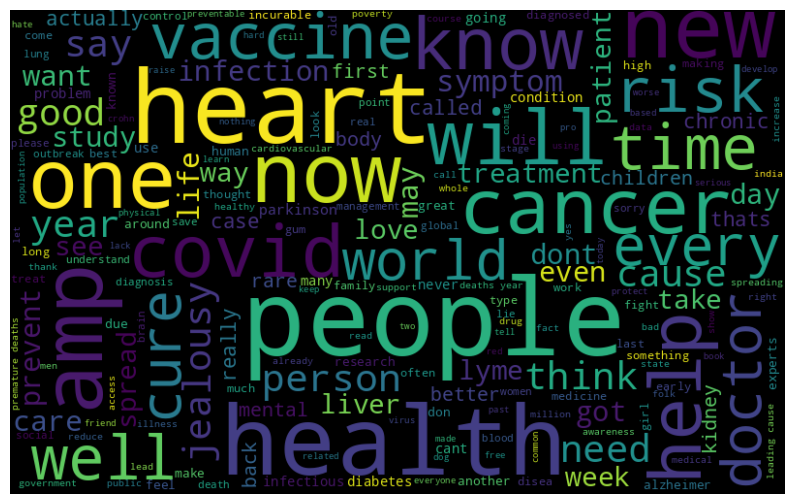 hate
control
preventable
incurable
poverty
course
old
diagnosed
new
come
actually
vaccine
know
going
hard
still
making
develop
lung
say
infection
first
symptom
patient
high
risk
worse
increase
want
problem
known
crohn
raise
nothing
point
called
condition
based
chronic
good
please
heart
real
look
body
will
die
stage
pro
coming
using
data
time
study
use
human
cardiovascular
outbreak
best
population
one
now
way
learn
thought
healthy
may
call
whole
treatment
children
india
serious
life
physical
save
parkinson
management
great
cancer
sorry
day
year
around
case
gum
love
global
yes
today
thats
let
lack
covid
world
dont
every
see
long
thank
understand
rare
many
family
support
never
deaths year
even
cause
spreading
treat
diagnosis
keep
type
work
protect
right
amp
cure
jealousy
really
brain
due
men
prevent
spread
people
already
two
read
lie
drug
fact
tell
fight
take
last
bad
help
doctor
red
think
something
state
step
book
premature deaths
access
research
often
person
much
better
lyme
women
early
folk
experts
care
friend
social
illness
reduce
mental
liver
don
medicine
got
girl
kidney
well
health
back
virus
past
million
made
cant
blood
common
need
awareness
leading cause
lead
make
related
dog
free
week
medical
government
public
feel
death
infectious
diabetes
everyone
another
disea
alzheimer